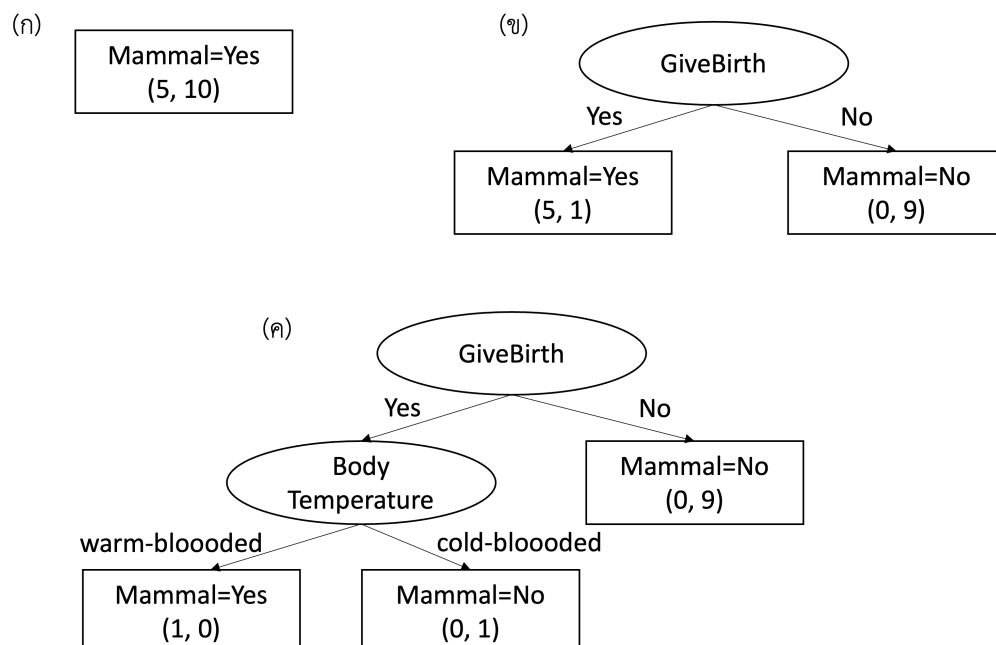 (ก)
Mammal=Yes
(5, 10)
(ข)
GiveBirth
Yes
No
Mammal=Yes
(5, 1)
Mammal=No
(0, 9)
(ค)
GiveBirth
Yes
No
Body
Temperature
Mammal=No
(0, 9)
warm-bloooded
cold-bloooded
Mammal=Yes
(1, 0)
Mammal=No
(0, 1)